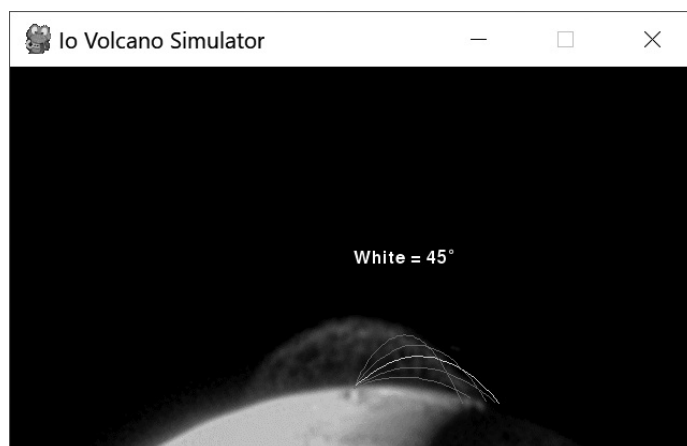 Io Volcano Simulator
White = 45°